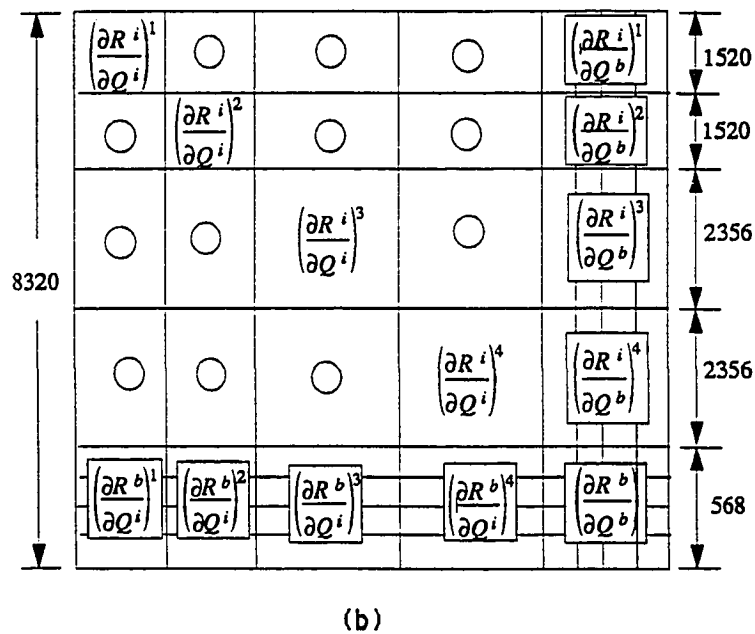 (∂R i/∂Q i)1 ○ ○ ○ (∂R i/∂Q b)1 1520
○ (∂R i/∂Q i)2 ○ ○ (∂R i/∂Q b)2 1520
○ ○ (∂R i/∂Q i)3 ○ (∂R i/∂Q b)3 2356
8320
○ ○ ○ (∂R i/∂Q i)4 (∂R i/∂Q b)4 2356
(∂R b/∂Q i)1 (∂R b/∂Q i)2 (∂R b/∂Q i)3 (∂R b/∂Q i)4 (∂R b/∂Q b) 568
(b)